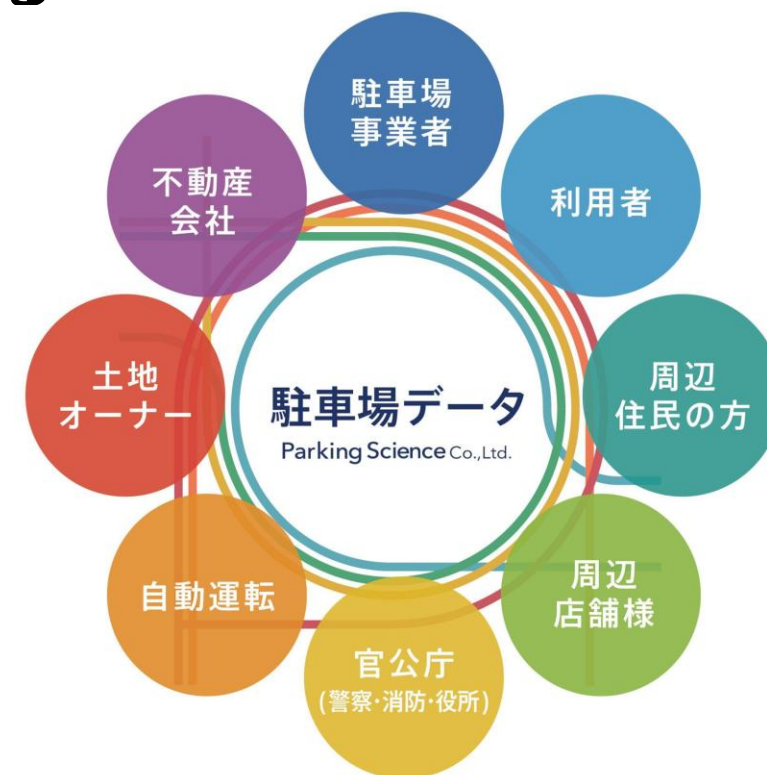 駐車場
事業者
利用者
周辺
住民の方
周辺
店舗様
官公庁
(警察・消防・役所)
自動運転
土地
オーナー
不動産
会社
駐車場データ
Parking Science Co.,Ltd.